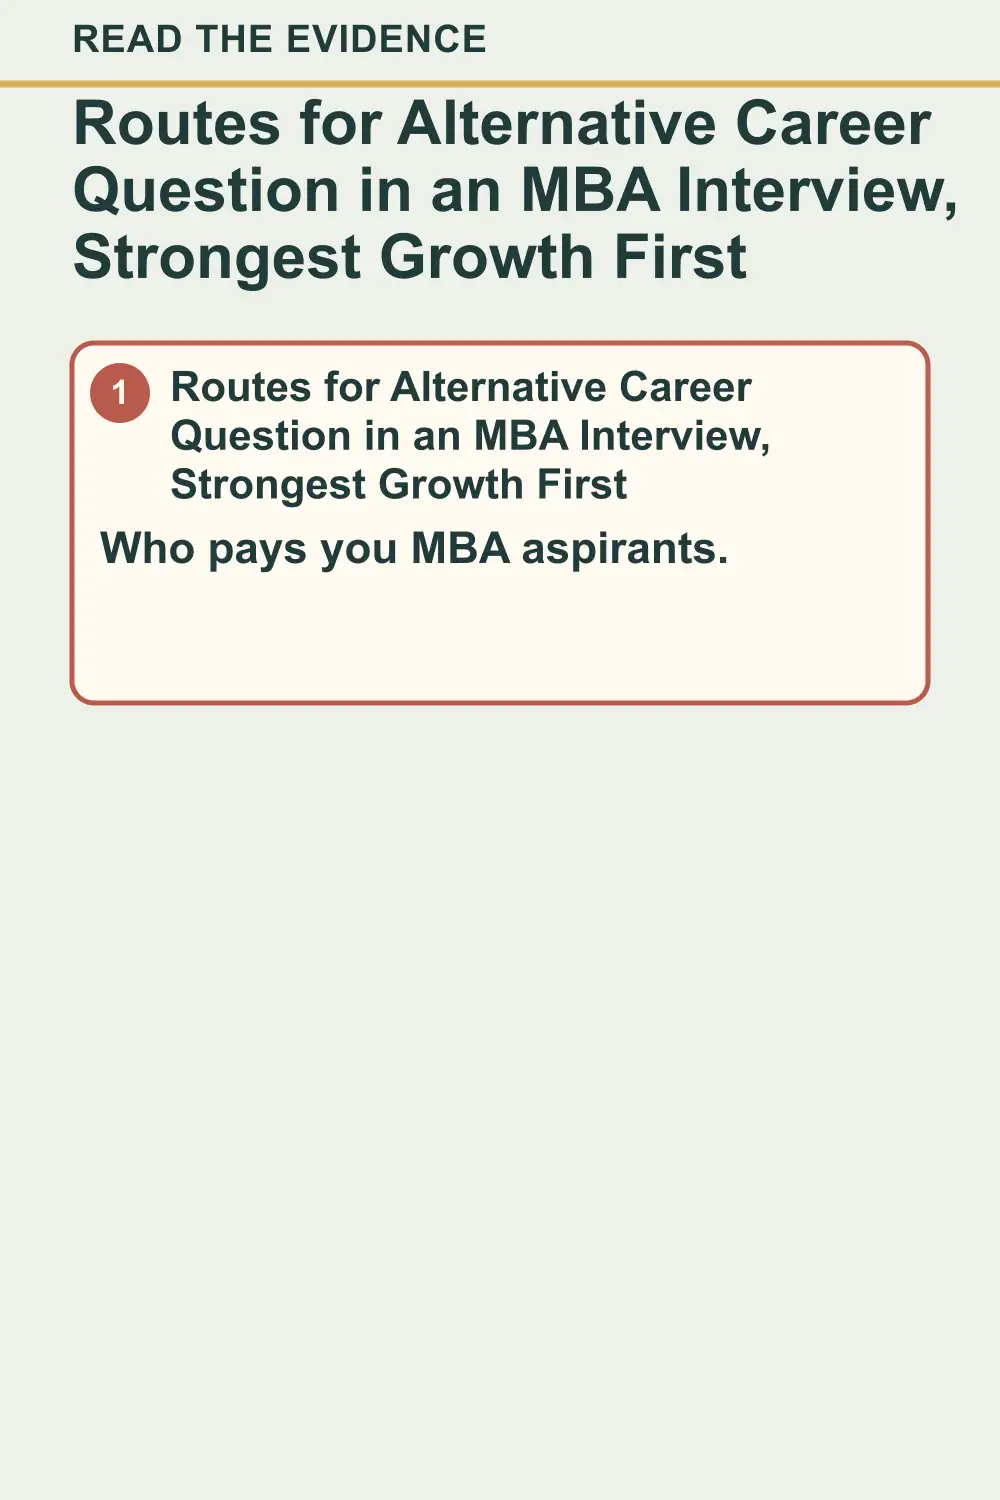 READ THE EVIDENCE
Routes for Alternative Career
Question in an MBA Interview,
Strongest Growth First
1
Routes for Alternative Career
Question in an MBA Interview,
Strongest Growth First
Who pays you MBA aspirants.